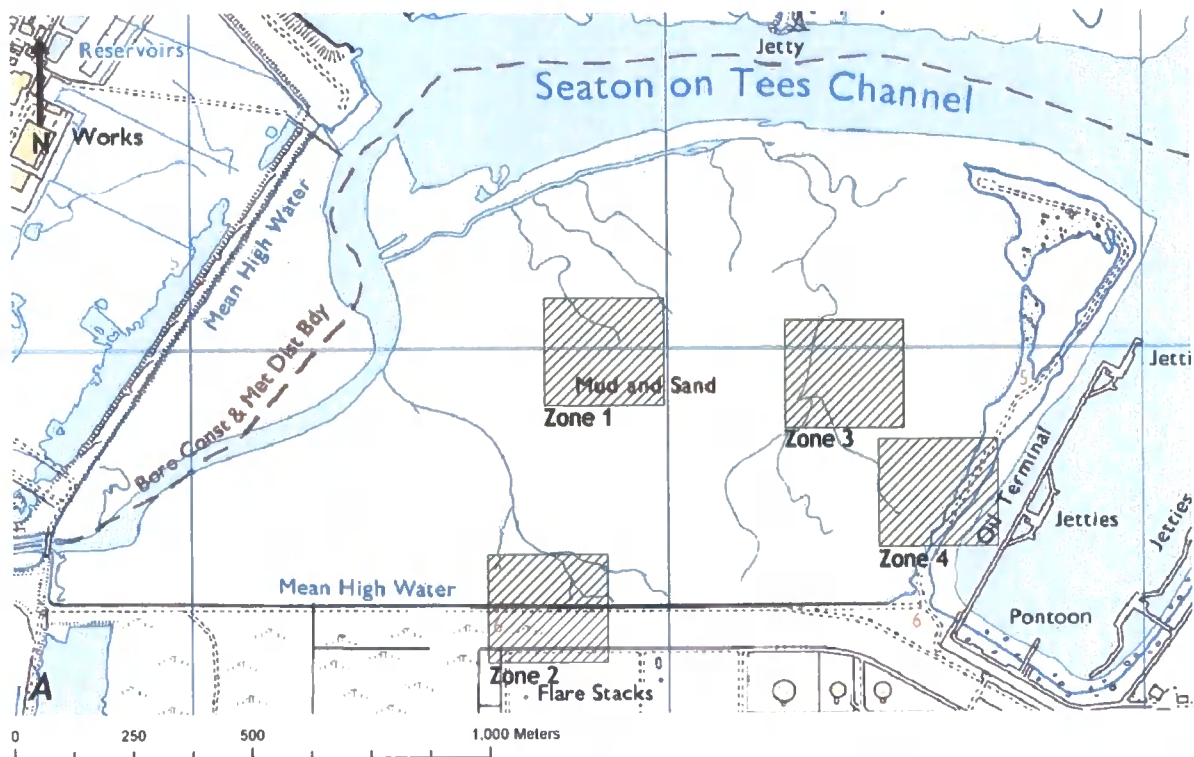 Reservoirs
Jetty
Seaton on Tees Channel
N
Works
Mean High Water
Jetti
Bore Const & Met Dist Bdy
Mud and Sand
Zone 1
Zone 3
5
Oil Terminal
Jetties
Jetties
Zone 4
Mean High Water
Pontoon
6
Zone 2
Flare Stacks
A
0
250
500
1,000 Meters